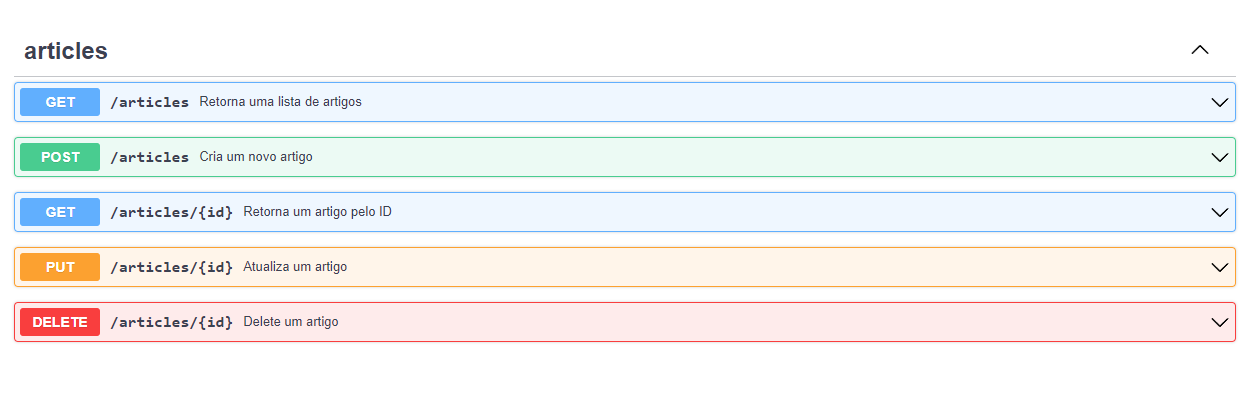 articles
GET /articles Retorna uma lista de artigos
POST /articles Cria um novo artigo
GET /articles/{id} Retorna um artigo pelo ID
PUT /articles/{id} Atualiza um artigo
DELETE /articles/{id} Delete um artigo